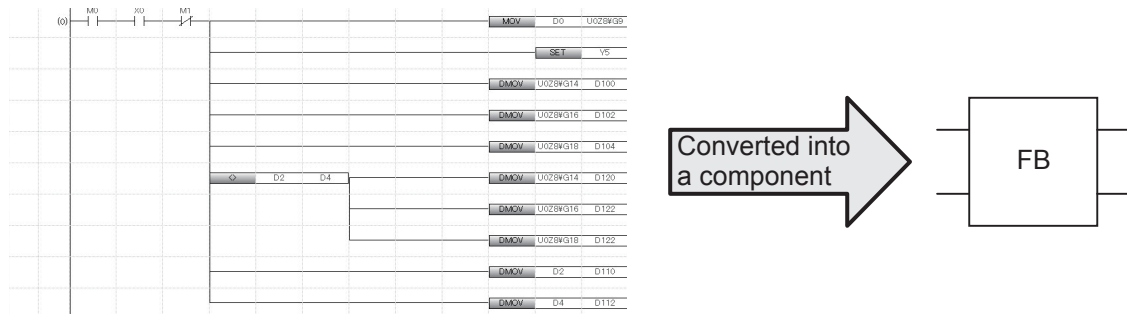 M0 X0 M1
(0) MOV D0 U0Z8¥G9
SET Y5
DMOV U0Z8¥G14 D100
DMOV U0Z8¥G16 D102
DMOV U0Z8¥G18 D104
<> D2 D4 DMOV U0Z8¥G14 D120
DMOV U0Z8¥G16 D122
DMOV U0Z8¥G18 D122
DMOV D2 D110
DMOV D4 D112
Converted into
a component
FB